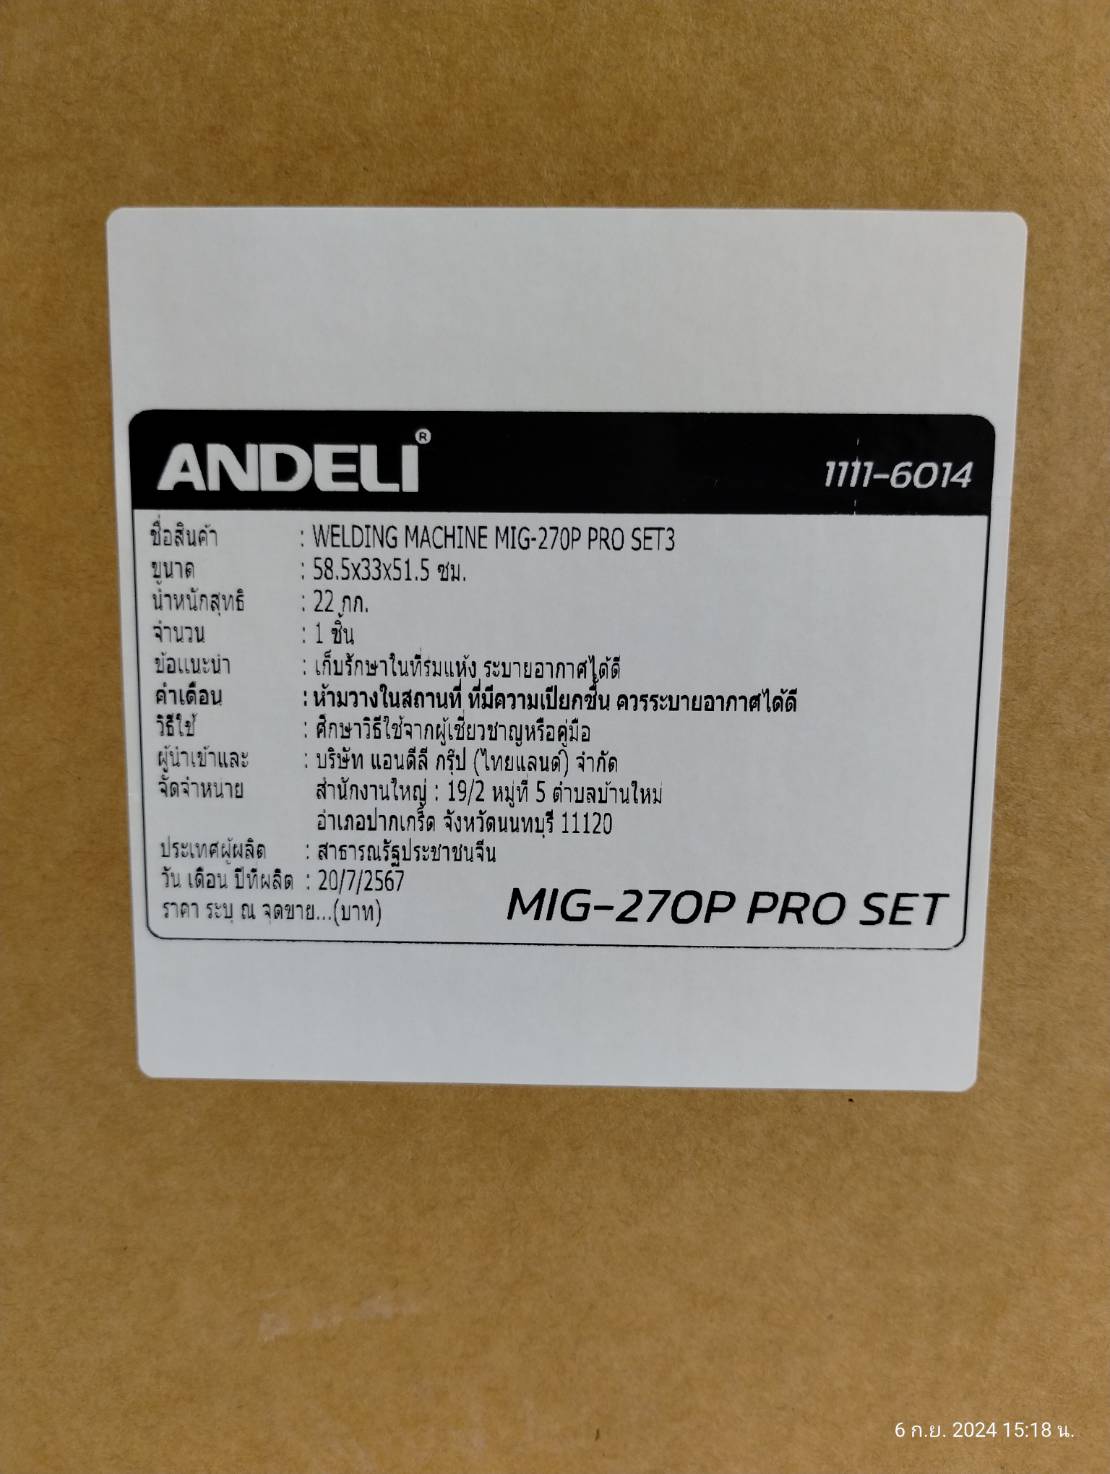 ANDELI®
1111-6014
ชื่อสินค้า : WELDING MACHINE MIG-270P PRO SET3
ขนาด : 58.5x33x51.5 ซม.
น้ำหนักสุทธิ : 22 กก.
จำนวน : 1 ชิ้น
ข้อแนะนำ : เก็บรักษาในที่ร่มแห้ง ระบายอากาศได้ดี
คำเตือน : ห้ามวางในสถานที่ ที่มีความเปียกชื้น ควรระบายอากาศได้ดี
วิธีใช้ : ศึกษาวิธีใช้จากผู้เชี่ยวชาญหรือคู่มือ
ผู้นำเข้าและ : บริษัท แอนดีลี กรุ๊ป (ไทยแลนด์) จำกัด
จัดจำหน่าย สำนักงานใหญ่ : 19/2 หมู่ที่ 5 ตำบลบ้านใหม่
อำเภอปากเกร็ด จังหวัดนนทบุรี 11120
ประเทศผู้ผลิต : สาธารณรัฐประชาชนจีน
วัน เดือน ปีที่ผลิต : 20/7/2567
ราคา ระบุ ณ จุดขาย...(บาท)
MIG-270P PRO SET
6 ก.ย. 2024 15:18 น.